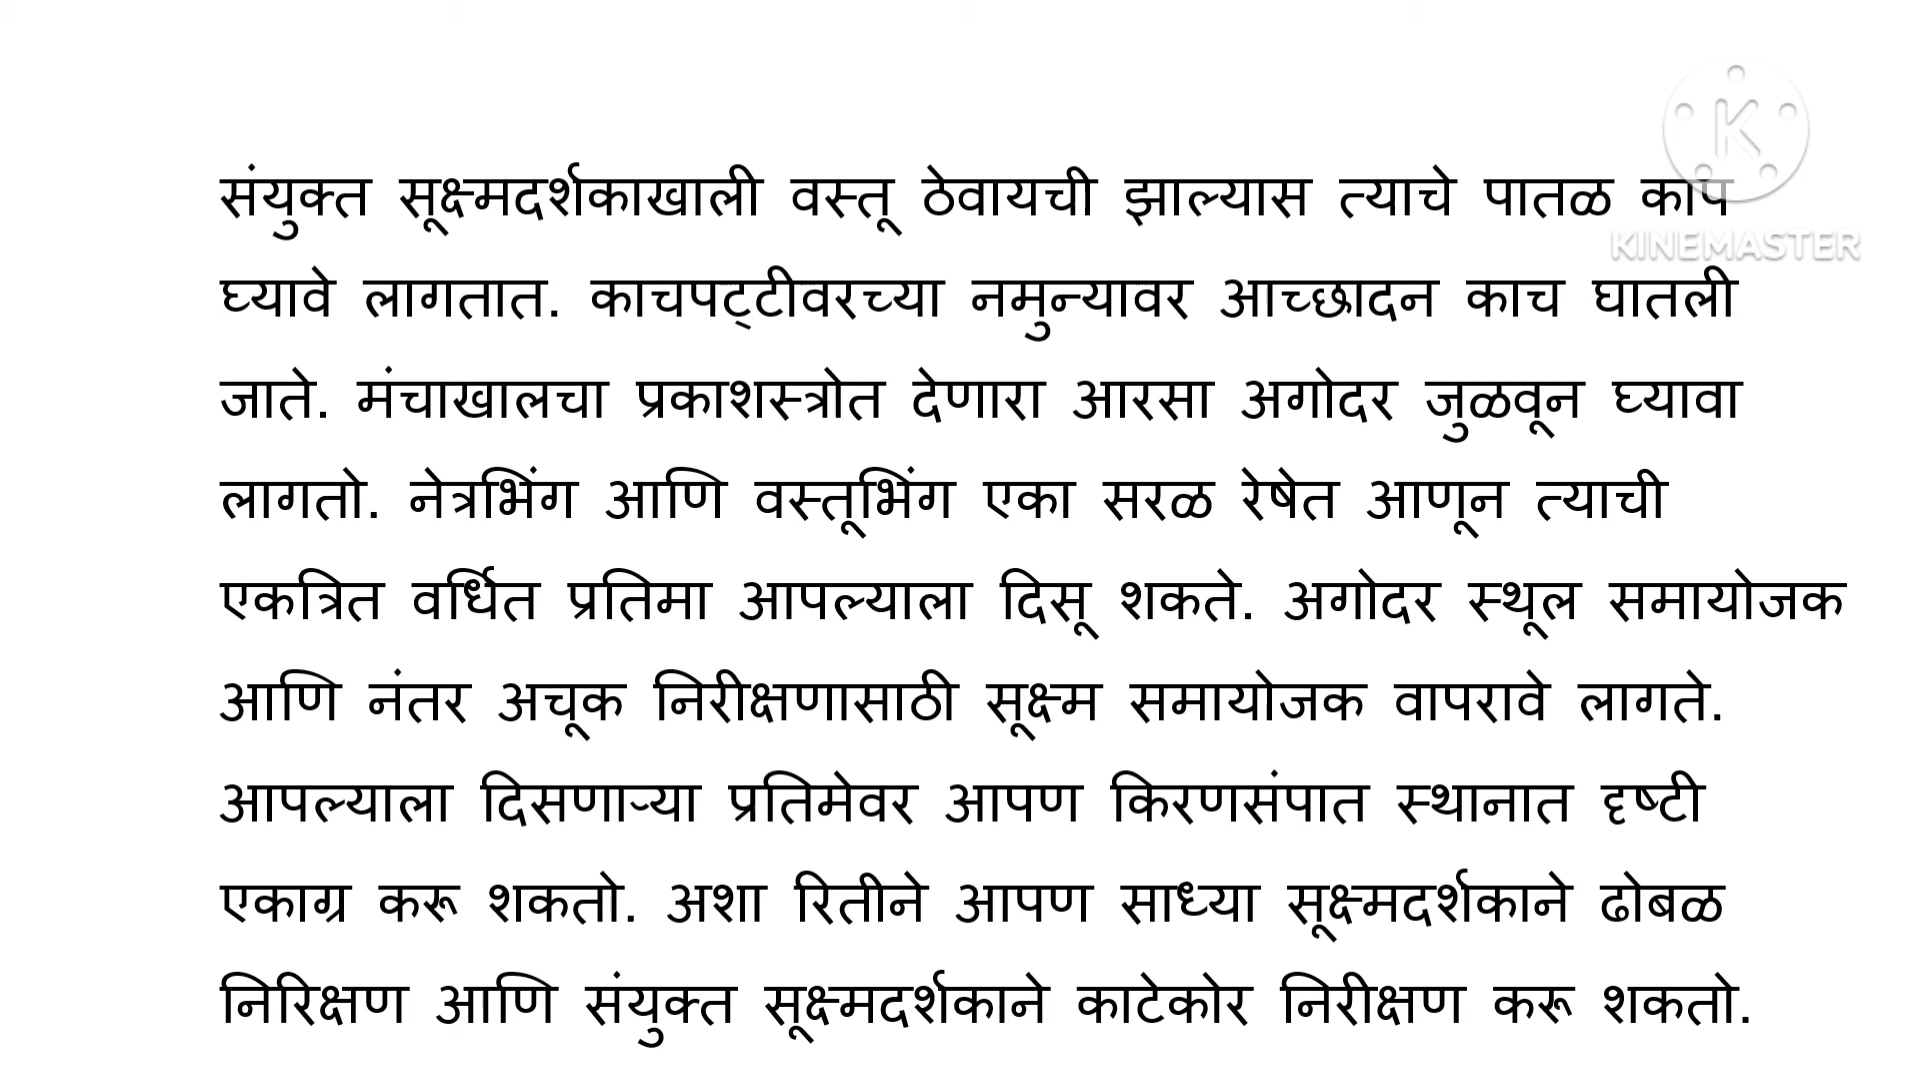 संयुक्त सूक्ष्मदर्शकाखाली वस्तू ठेवायची झाल्यास त्याचे पातळ काप
KINEMASTER
घ्यावे लागतात. काचपट्टीवरच्या नमुन्यावर आच्छादन काच घातली
जाते. मंचाखालचा प्रकाशस्त्रोत देणारा आरसा अगोदर जुळवून घ्यावा
लागतो. नेत्रभिंग आणि वस्तूभिंग एका सरळ रेषेत आणून त्याची
एकत्रित वर्धित प्रतिमा आपल्याला दिसू शकते. अगोदर स्थूल समायोजक
आणि नंतर अचूक निरीक्षणासाठी सूक्ष्म समायोजक वापरावे लागते.
आपल्याला दिसणाऱ्या प्रतिमेवर आपण किरणसंपात स्थानात दृष्टी
एकाग्र करू शकतो. अशा रितीने आपण साध्या सूक्ष्मदर्शकाने ढोबळ
निरिक्षण आणि संयुक्त सूक्ष्मदर्शकाने काटेकोर निरीक्षण करू शकतो.